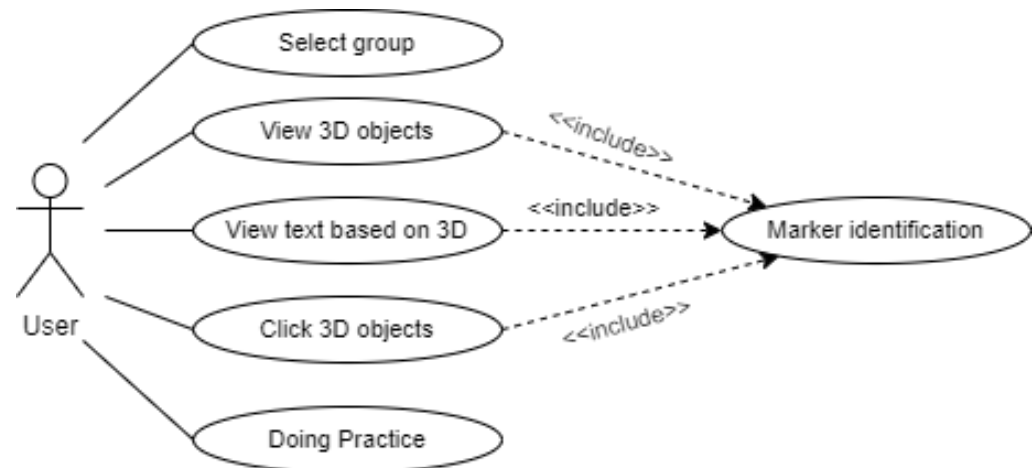 Select group
View 3D objects
<<include>>
View text based on 3D
<<include>>
Marker identification
User
Click 3D objects
<<include>>
Doing Practice